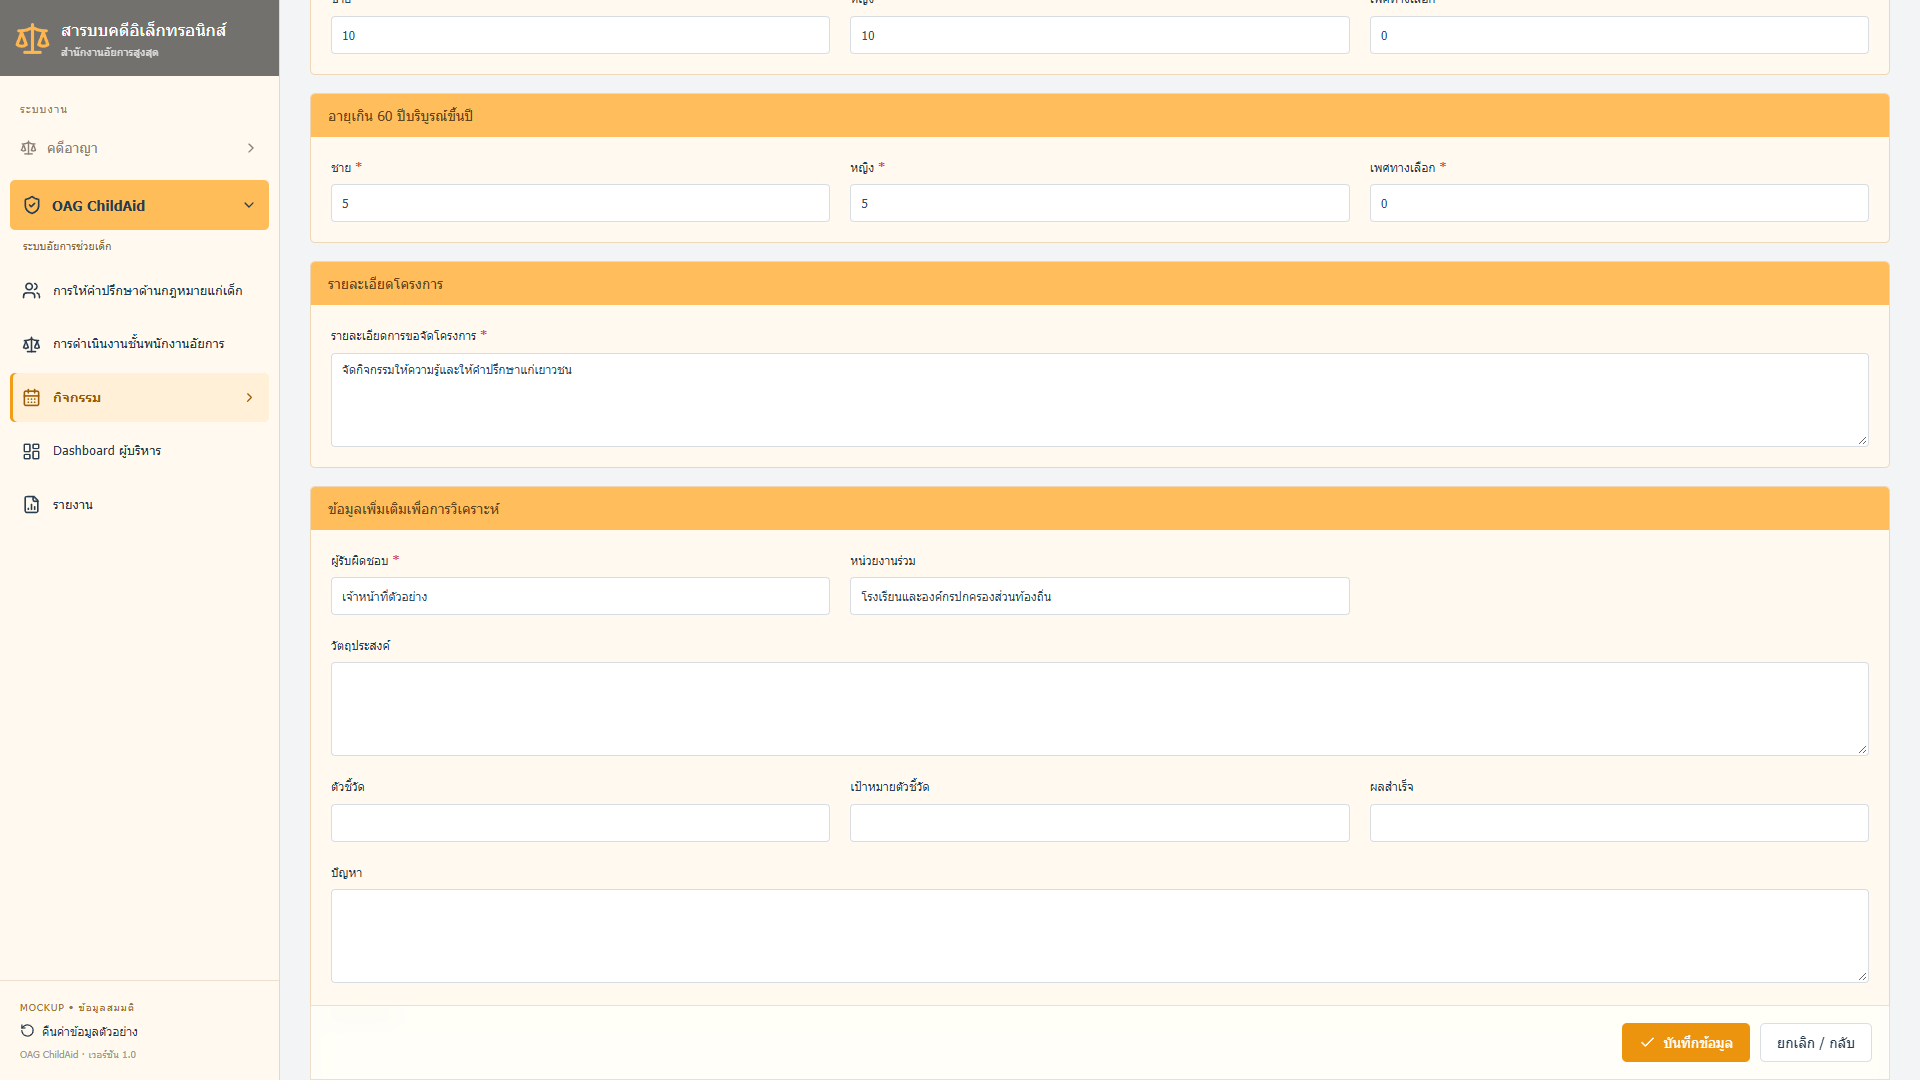 สารบบคดีอิเล็กทรอนิกส์
สำนักงานอัยการสูงสุด
ระบบงาน
คดีอาญา
OAG ChildAid
ระบบอัยการช่วยเด็ก
การให้คำปรึกษาด้านกฎหมายแก่เด็ก
การดำเนินงานชั้นพนักงานอัยการ
กิจกรรม
Dashboard ผู้บริหาร
รายงาน
MOCKUP • ข้อมูลสมมติ
คืนค่าข้อมูลตัวอย่าง
OAG ChildAid · เวอร์ชัน 1.0
ชาย หญิง เพศทางเลือก
10 10 0
อายุเกิน 60 ปีบริบูรณ์ขึ้นปี
ชาย * หญิง * เพศทางเลือก *
5 5 0
รายละเอียดโครงการ
รายละเอียดการขอจัดโครงการ *
จัดกิจกรรมให้ความรู้และให้คำปรึกษาแก่เยาวชน
ข้อมูลเพิ่มเติมเพื่อการวิเคราะห์
ผู้รับผิดชอบ * หน่วยงานร่วม
เจ้าหน้าที่ตัวอย่าง โรงเรียนและองค์กรปกครองส่วนท้องถิ่น
วัตถุประสงค์
ตัวชี้วัด เป้าหมายตัวชี้วัด ผลสำเร็จ
ปัญหา
บันทึกข้อมูล ยกเลิก / กลับ